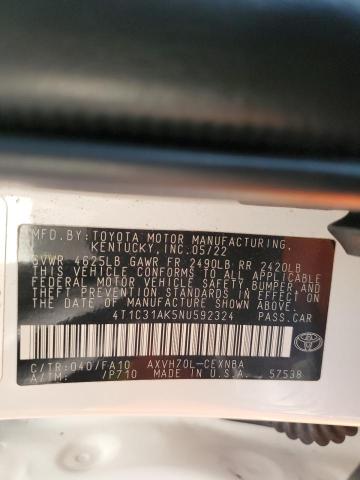 MFD.BY: TOYOTA MOTOR MANUFACTURING,
KENTUCKY, INC. 05/22
GVWR 4625LB GAWR FR 2490LB RR 2420LB
THIS VEHICLE CONFORMS TO ALL APPLICABLE
FEDERAL MOTOR VEHICLE SAFETY, BUMPER AND
THEFT PREVENTION STANDARDS IN EFFECT ON
THE DATE OF MANUFACTURE SHOWN ABOVE.
4T1C31AK5NU592324 PASS.CAR
C/TR:040/FA10 AXVH70L-CEXNBA
A/TM: /P710 MADE IN U.S.A. 57538
TOYOTA